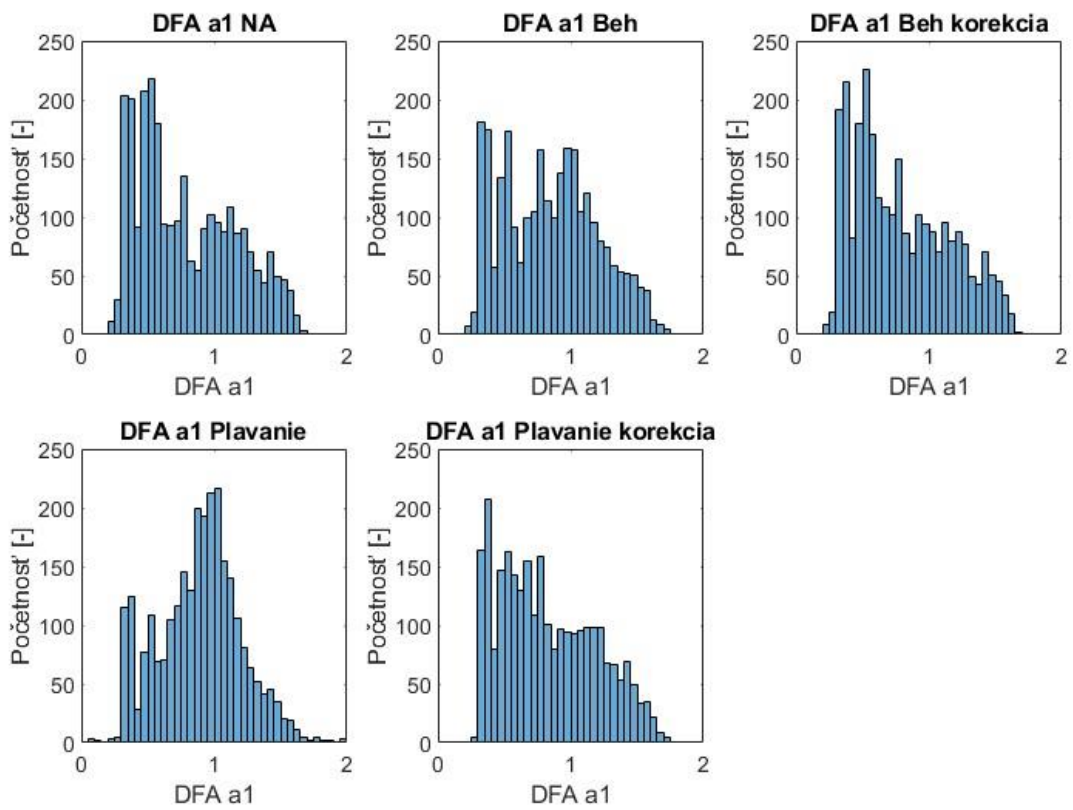 DFA a1 NA
250
200
150
100
50
0
Početnosť [-]
0 1 2
DFA a1
DFA a1 Beh
250
200
150
100
50
0
Početnosť [-]
0 1 2
DFA a1
DFA a1 Beh korekcia
250
200
150
100
50
0
Početnosť [-]
0 1 2
DFA a1
DFA a1 Plavanie
250
200
150
100
50
0
Početnosť [-]
0 1 2
DFA a1
DFA a1 Plavanie korekcia
250
200
150
100
50
0
Početnosť [-]
0 1 2
DFA a1